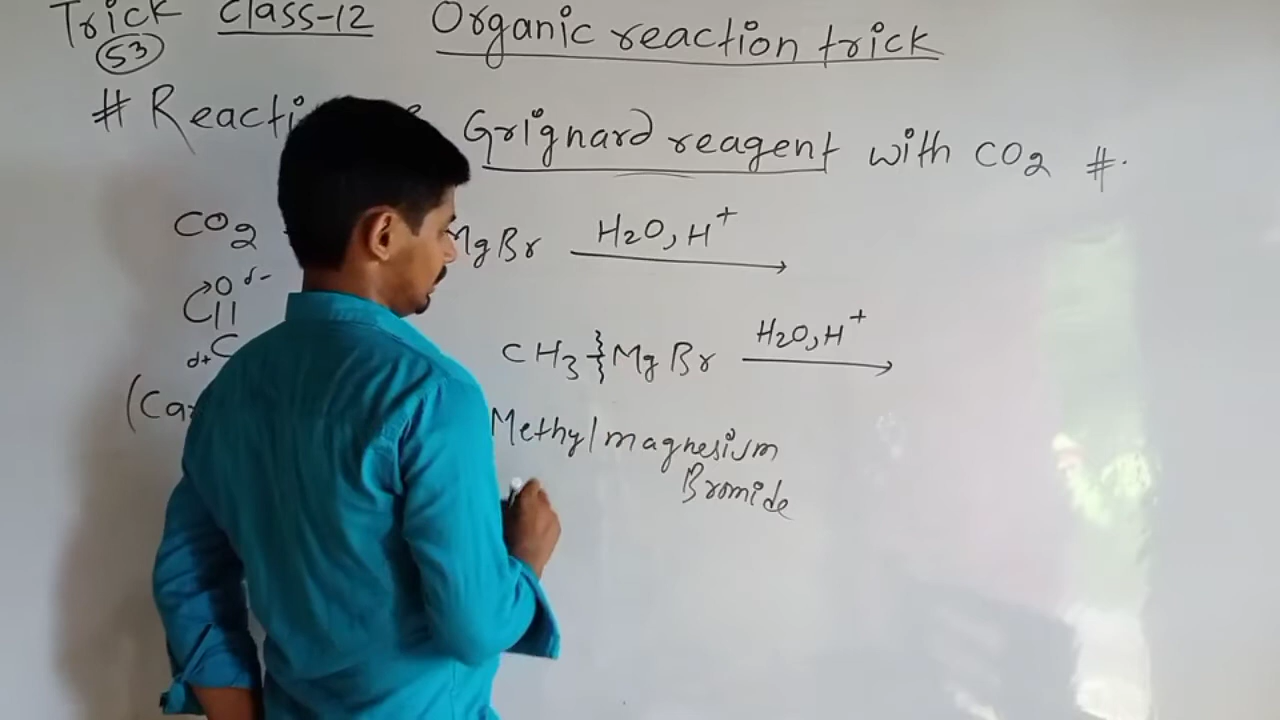 Trick Class-12 Organic reaction trick
53
# Reacti Grignard reagent with CO2 #.
CO2 MgBr H2O, H+
O δ-
C ||
δ+ C CH3 MgBr H2O, H+
(Ca Methylmagnesium
Bromide